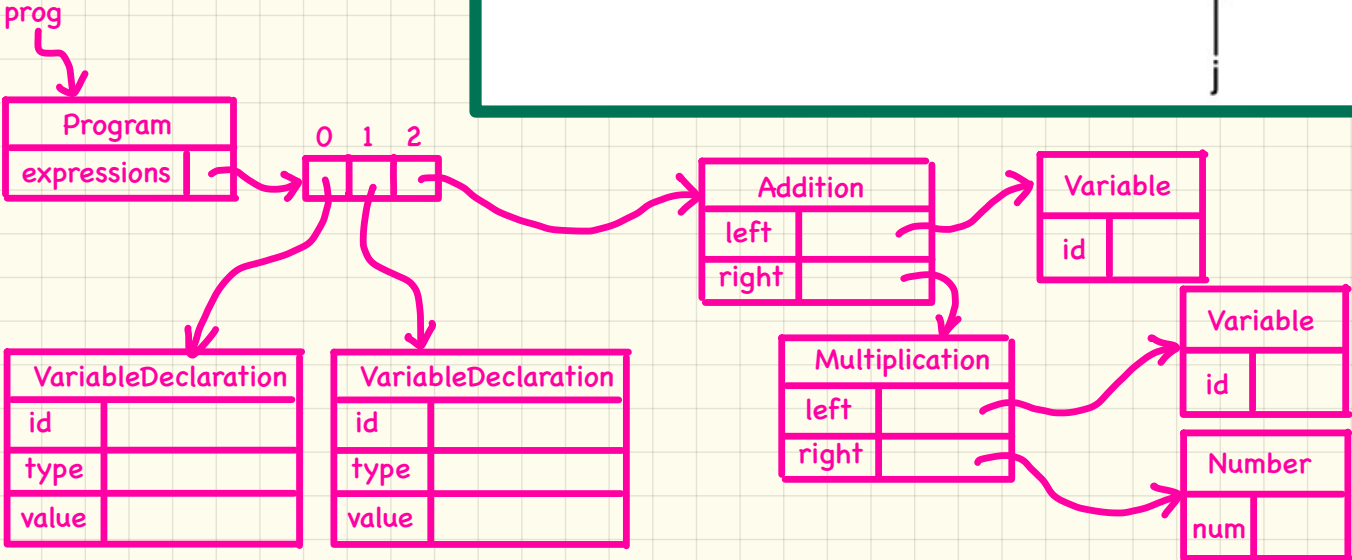 prog
j
Program
expressions
0 1 2
Addition
left
right
Variable
id
VariableDeclaration
id
type
value
VariableDeclaration
id
type
value
Multiplication
left
right
Variable
id
Number
num